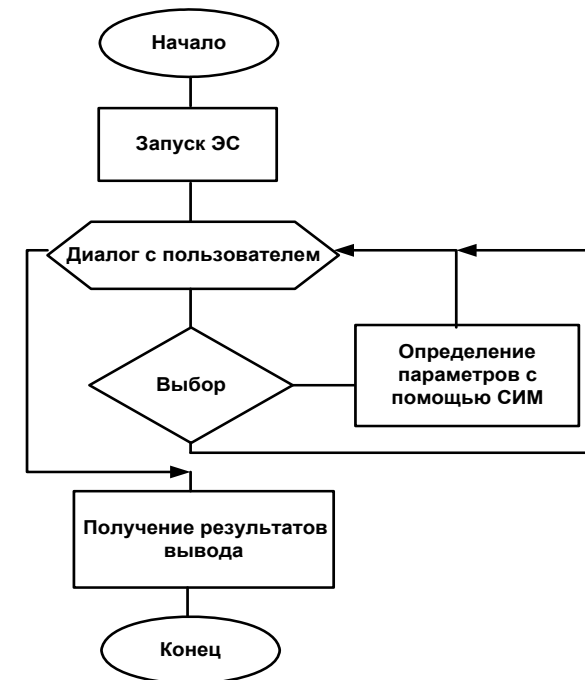 Начало
Запуск ЭС
Диалог с пользователем
Выбор
Определение
параметров с
помощью СИМ
Получение результатов
вывода
Конец